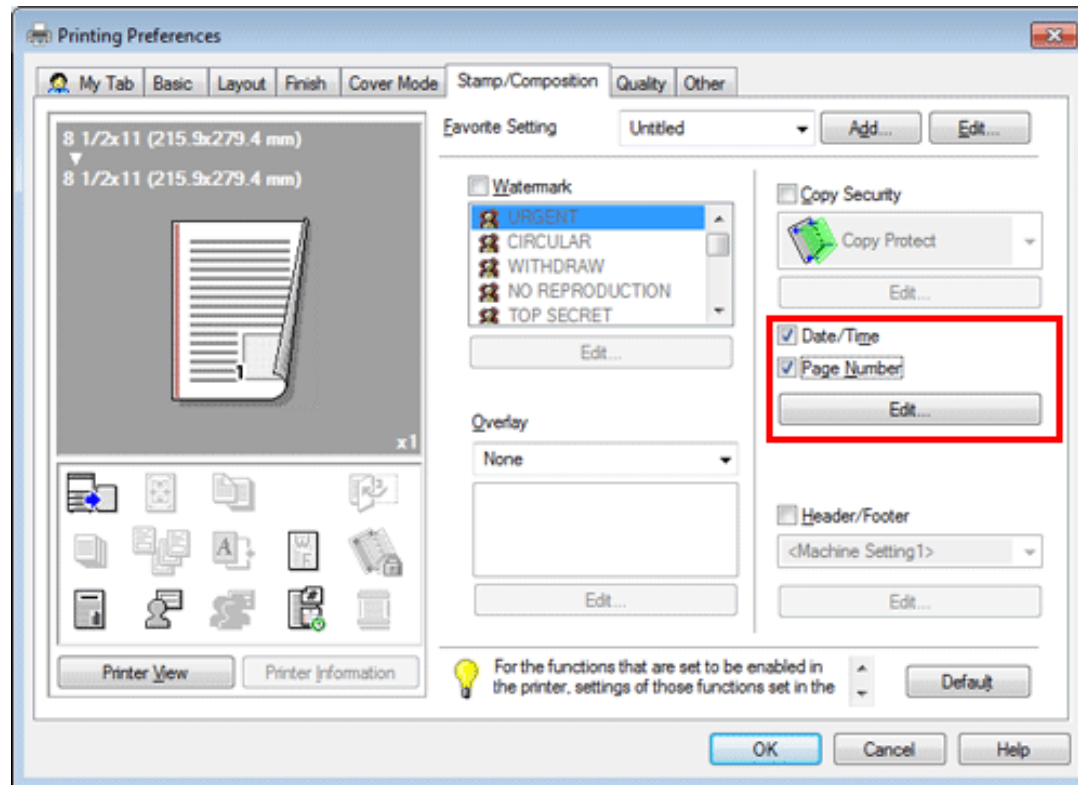 Printing Preferences
My Tab
Basic
Layout
Finish
Cover Mode
Stamp/Composition
Quality
Other
8 1/2x11 (215.9x279.4 mm)
8 1/2x11 (215.9x279.4 mm)
1
x1
Printer View
Printer Information
Favorite Setting
Untitled
Add...
Edit...
Watermark
URGENT
CIRCULAR
WITHDRAW
NO REPRODUCTION
TOP SECRET
Edit...
Overlay
None
Edit...
Copy Security
Copy Protect
Edit...
Date/Time
Page Number
Edit...
Header/Footer
<Machine Setting1>
Edit...
For the functions that are set to be enabled in
the printer, settings of those functions set in the
Default
OK
Cancel
Help